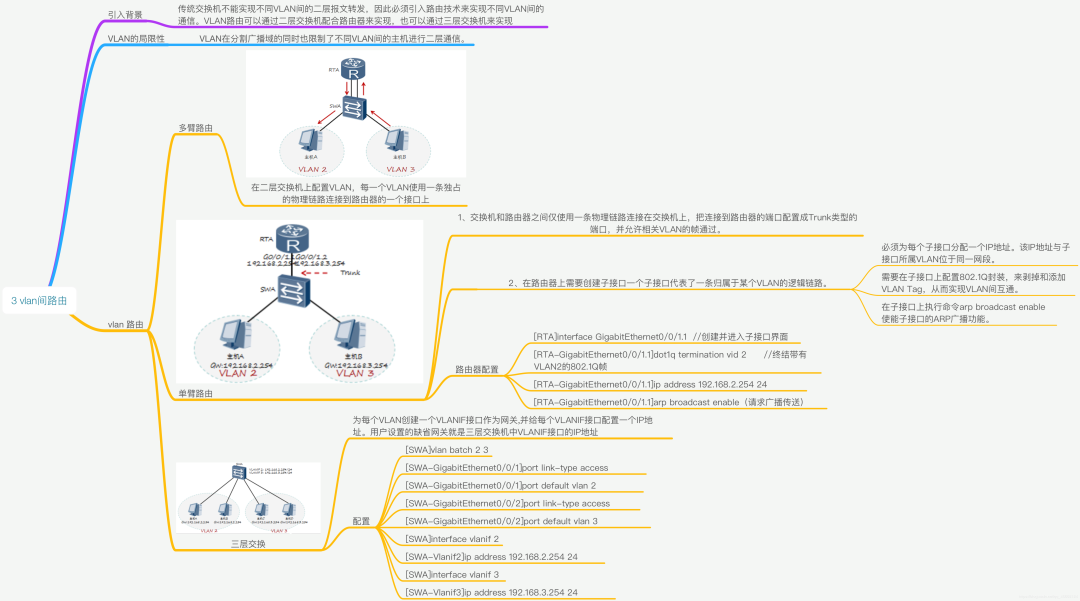 引入背景
传统交换机不能实现不同VLAN间的二层报文转发，因此必须引入路由技术来实现不同VLAN间的
通信。VLAN路由可以通过二层交换机配合路由器来实现，也可以通过三层交换机来实现
VLAN的局限性
VLAN在分割广播域的同时也限制了不同VLAN间的主机进行二层通信。
RTA
R
SWA
主机A
主机B
VLAN 2
VLAN 3
多臂路由
在二层交换机上配置VLAN，每一个VLAN使用一条独占
的物理链路连接到路由器的一个接口上
3 vlan间路由
vlan 路由
RTA
R
G0/0/1.1
G0/0/1.2
192.168.2.254
192.168.3.254
Trunk
SWA
主机A
主机B
GW:192.168.2.254
GW:192.168.3.254
VLAN 2
VLAN 3
单臂路由
1、交换机和路由器之间仅使用一条物理链路连接在交换机上，把连接到路由器的端口配置成Trunk类型的
端口，并允许相关VLAN的帧通过。
2、在路由器上需要创建子接口一个子接口代表了一条归属于某个VLAN的逻辑链路。
必须为每个子接口分配一个IP地址。该IP地址与子
接口所属VLAN位于同一网段。
需要在子接口上配置802.1Q封装，来剥掉和添加
VLAN Tag，从而实现VLAN间互通。
在子接口上执行命令arp broadcast enable
使能子接口的ARP广播功能。
路由器配置
[RTA]interface GigabitEthernet0/0/1.1 //创建并进入子接口界面
[RTA-GigabitEthernet0/0/1.1]dot1q termination vid 2 //终结带有
VLAN2的802.1Q帧
[RTA-GigabitEthernet0/0/1.1]ip address 192.168.2.254 24
[RTA-GigabitEthernet0/0/1.1]arp broadcast enable（请求广播传送）
SWA
VLAN 2
VLAN 3
三层交换
为每个VLAN创建一个VLANIF接口作为网关,并给每个VLANIF接口配置一个IP地
址。用户设置的缺省网关就是三层交换机中VLANIF接口的IP地址
配置
[SWA]vlan batch 2 3
[SWA-GigabitEthernet0/0/1]port link-type access
[SWA-GigabitEthernet0/0/1]port default vlan 2
[SWA-GigabitEthernet0/0/2]port link-type access
[SWA-GigabitEthernet0/0/2]port default vlan 3
[SWA]interface vlanif 2
[SWA-Vlanif2]ip address 192.168.2.254 24
[SWA]interface vlanif 3
[SWA-Vlanif3]ip address 192.168.3.254 24